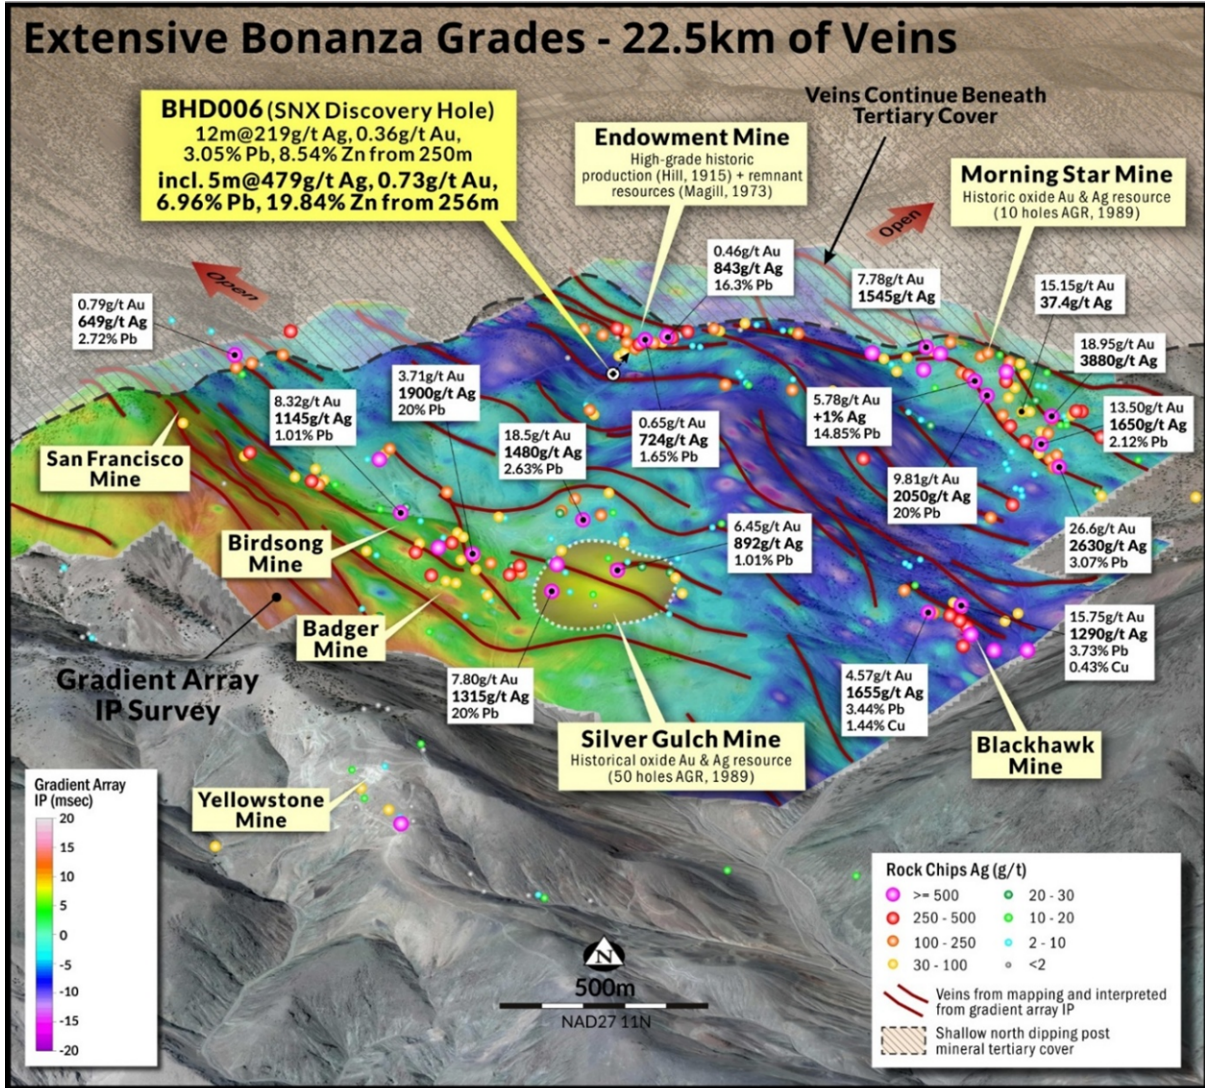 Extensive Bonanza Grades - 22.5km of Veins
BHD006 (SNX Discovery Hole)
12m@219g/t Ag, 0.36g/t Au,
3.05% Pb, 8.54% Zn from 250m
incl. 5m@479g/t Ag, 0.73g/t Au,
6.96% Pb, 19.84% Zn from 256m
Endowment Mine
High-grade historic
production (Hill, 1915) + remnant
resources (Magill, 1973)
Veins Continue Beneath
Tertiary Cover
Morning Star Mine
Historic oxide Au & Ag resource
(10 holes AGR, 1989)
Open
Open
0.46g/t Au
843g/t Ag
16.3% Pb
7.78g/t Au
1545g/t Ag
15.15g/t Au
37.4g/t Ag
0.79g/t Au
649g/t Ag
2.72% Pb
18.95g/t Au
3880g/t Ag
3.71g/t Au
1900g/t Ag
20% Pb
8.32g/t Au
1145g/t Ag
1.01% Pb
5.78g/t Au
+1% Ag
14.85% Pb
13.50g/t Au
1650g/t Ag
2.12% Pb
0.65g/t Au
724g/t Ag
1.65% Pb
18.5g/t Au
1480g/t Ag
2.63% Pb
San Francisco
Mine
9.81g/t Au
2050g/t Ag
20% Pb
26.6g/t Au
2630g/t Ag
3.07% Pb
6.45g/t Au
892g/t Ag
1.01% Pb
Birdsong
Mine
Badger
Mine
15.75g/t Au
1290g/t Ag
3.73% Pb
0.43% Cu
Gradient Array
IP Survey
7.80g/t Au
1315g/t Ag
20% Pb
4.57g/t Au
1655g/t Ag
3.44% Pb
1.44% Cu
Silver Gulch Mine
Historical oxide Au & Ag resource
(50 holes AGR, 1989)
Blackhawk
Mine
Yellowstone
Mine
Gradient Array
IP (msec)
20
15
10
5
0
-5
-10
-15
-20
N
500m
NAD27 11N
Rock Chips Ag (g/t)
>= 500
250 - 500
100 - 250
30 - 100
20 - 30
10 - 20
2 - 10
<2
Veins from mapping and interpreted
from gradient array IP
Shallow north dipping post
mineral tertiary cover